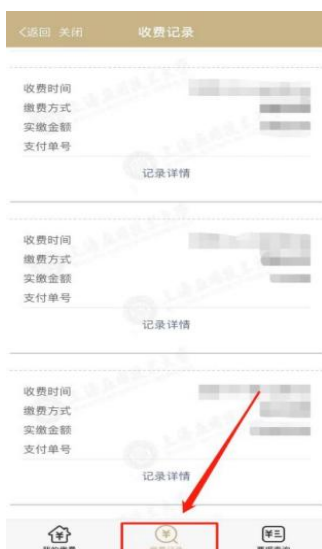 <返回 关闭 收费记录
收费时间
缴费方式
实缴金额
支付单号
记录详情
收费时间
缴费方式
实缴金额
支付单号
记录详情
收费时间
缴费方式
实缴金额
支付单号
记录详情